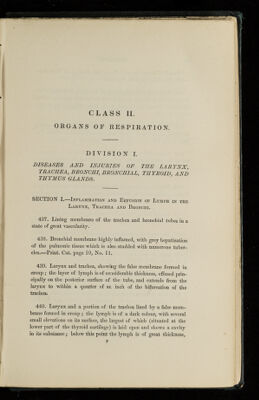 CLASS II.
ORGANS OF RESPIRATION.
DIVISION I.
DISEASES AND INJURIES OF THE LARYNX,
TRACHEA, BRONCHI, BRONCHIAL, THYROID, AND
THYMUS GLANDS.
SECTION I.—Inflammation and Effusion of Lymph in the
Larynx, Trachea and Bronchi.
437. Lining membrane of the trachea and bronchial tubes in a
state of great vascularity.
438. Bronchial membrane highly inflamed, with grey hepatization
of the pulmonic tissue which is also studded with numerous tuber-
cles.—Print. Cat. page 19, No. 11.
439. Larynx and trachea, showing the false membrane formed in
croup; the layer of lymph is of considerable thickness, effused prin-
cipally on the posterior surface of the tube, and extends from the
larynx to within a quarter of an inch of the bifurcation of the
trachea.
440. Larynx and a portion of the trachea lined by a false mem-
brane formed in croup; the lymph is of a dark colour, with several
small elevations on its surface, the largest of which (situated at the
lower part of the thyroid cartilage) is laid open and shows a cavity
in its substance; below this point the lymph is of great thickness,